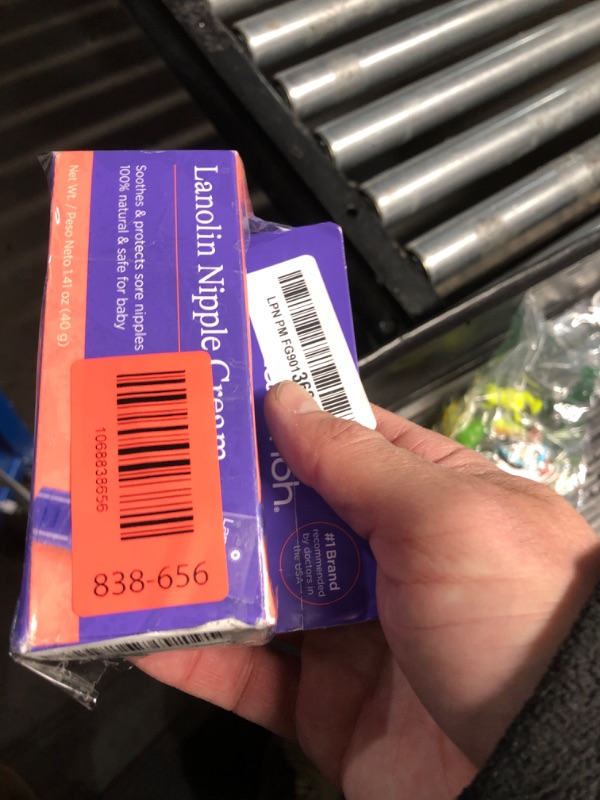 Lanolin Nipple Cream
Soothes & protects sore nipples
100% natural & safe for baby
Net Wt. / Peso Neto 1.41 oz (40 g)
1068838656
838-656
LPN PM FG901
#1 Brand
recommended
by doctors in
the USA